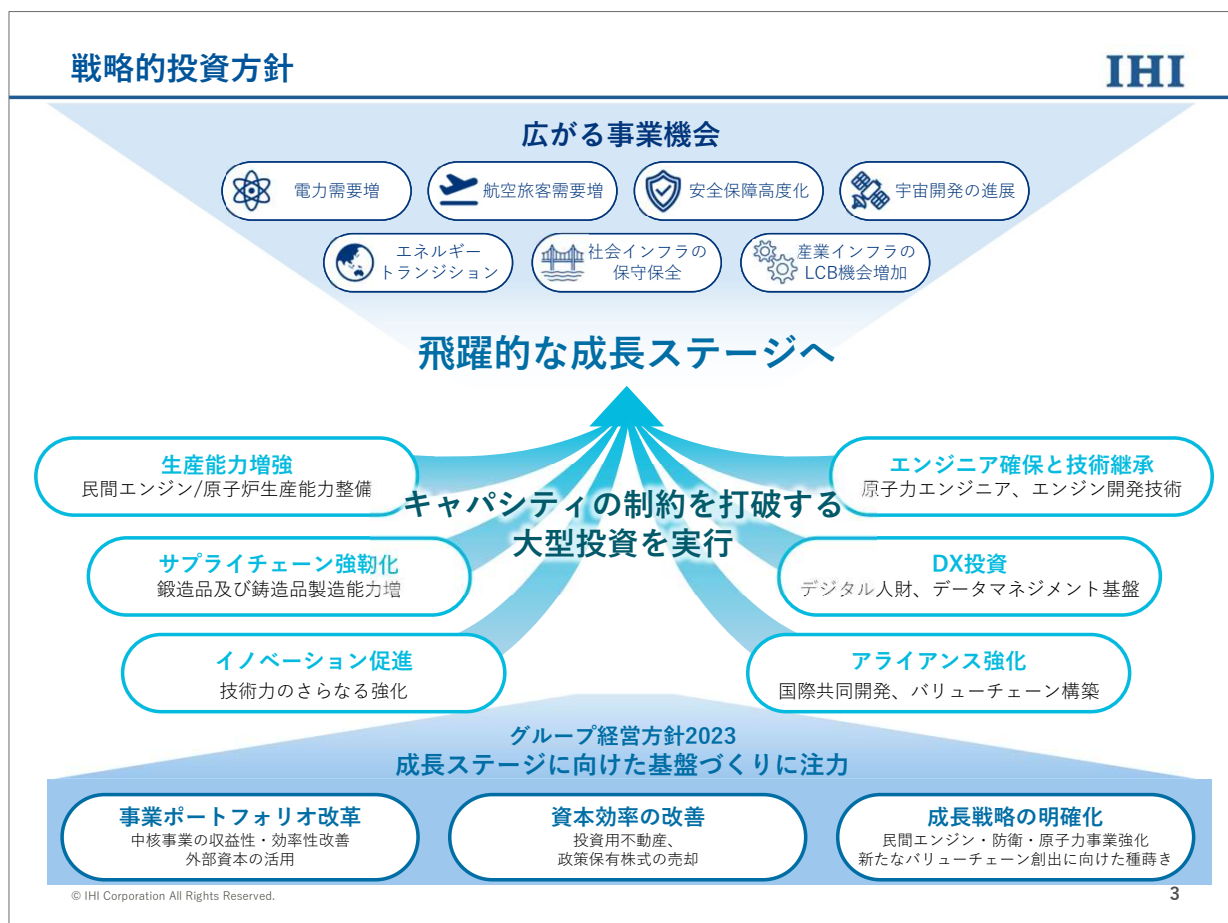 戦略的投資方針
IHI
広がる事業機会
電力需要増
航空旅客需要増
安全保障高度化
宇宙開発の進展
エネルギー
トランジション
社会インフラの
保守保全
産業インフラの
LCB機会増加
飛躍的な成長ステージへ
生産能力増強
民間エンジン/原子炉生産能力整備
エンジニア確保と技術継承
原子力エンジニア、エンジン開発技術
キャパシティの制約を打破する
大型投資を実行
サプライチェーン強靭化
鍛造品及び鋳造品製造能力増
DX投資
デジタル人財、データマネジメント基盤
イノベーション促進
技術力のさらなる強化
アライアンス強化
国際共同開発、バリューチェーン構築
グループ経営方針2023
成長ステージに向けた基盤づくりに注力
事業ポートフォリオ改革
中核事業の収益性・効率性改善
外部資本の活用
資本効率の改善
投資用不動産、
政策保有株式の売却
成長戦略の明確化
民間エンジン・防衛・原子力事業強化
新たなバリューチェーン創出に向けた種蒔き
© IHI Corporation All Rights Reserved.
3